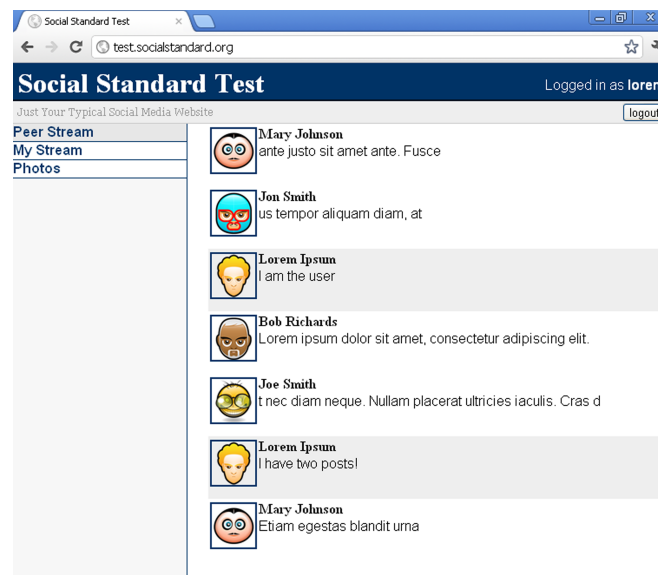 Social Standard Test
test.socialstandard.org
Social Standard Test
Logged in as lorem
Just Your Typical Social Media Website
logout
Peer Stream
My Stream
Photos
Mary Johnson
ante justo sit amet ante. Fusce
Jon Smith
us tempor aliquam diam, at
Lorem Ipsum
I am the user
Bob Richards
Lorem ipsum dolor sit amet, consectetur adipiscing elit.
Joe Smith
t nec diam neque. Nullam placerat ultricies iaculis. Cras d
Lorem Ipsum
I have two posts!
Mary Johnson
Etiam egestas blandit urna